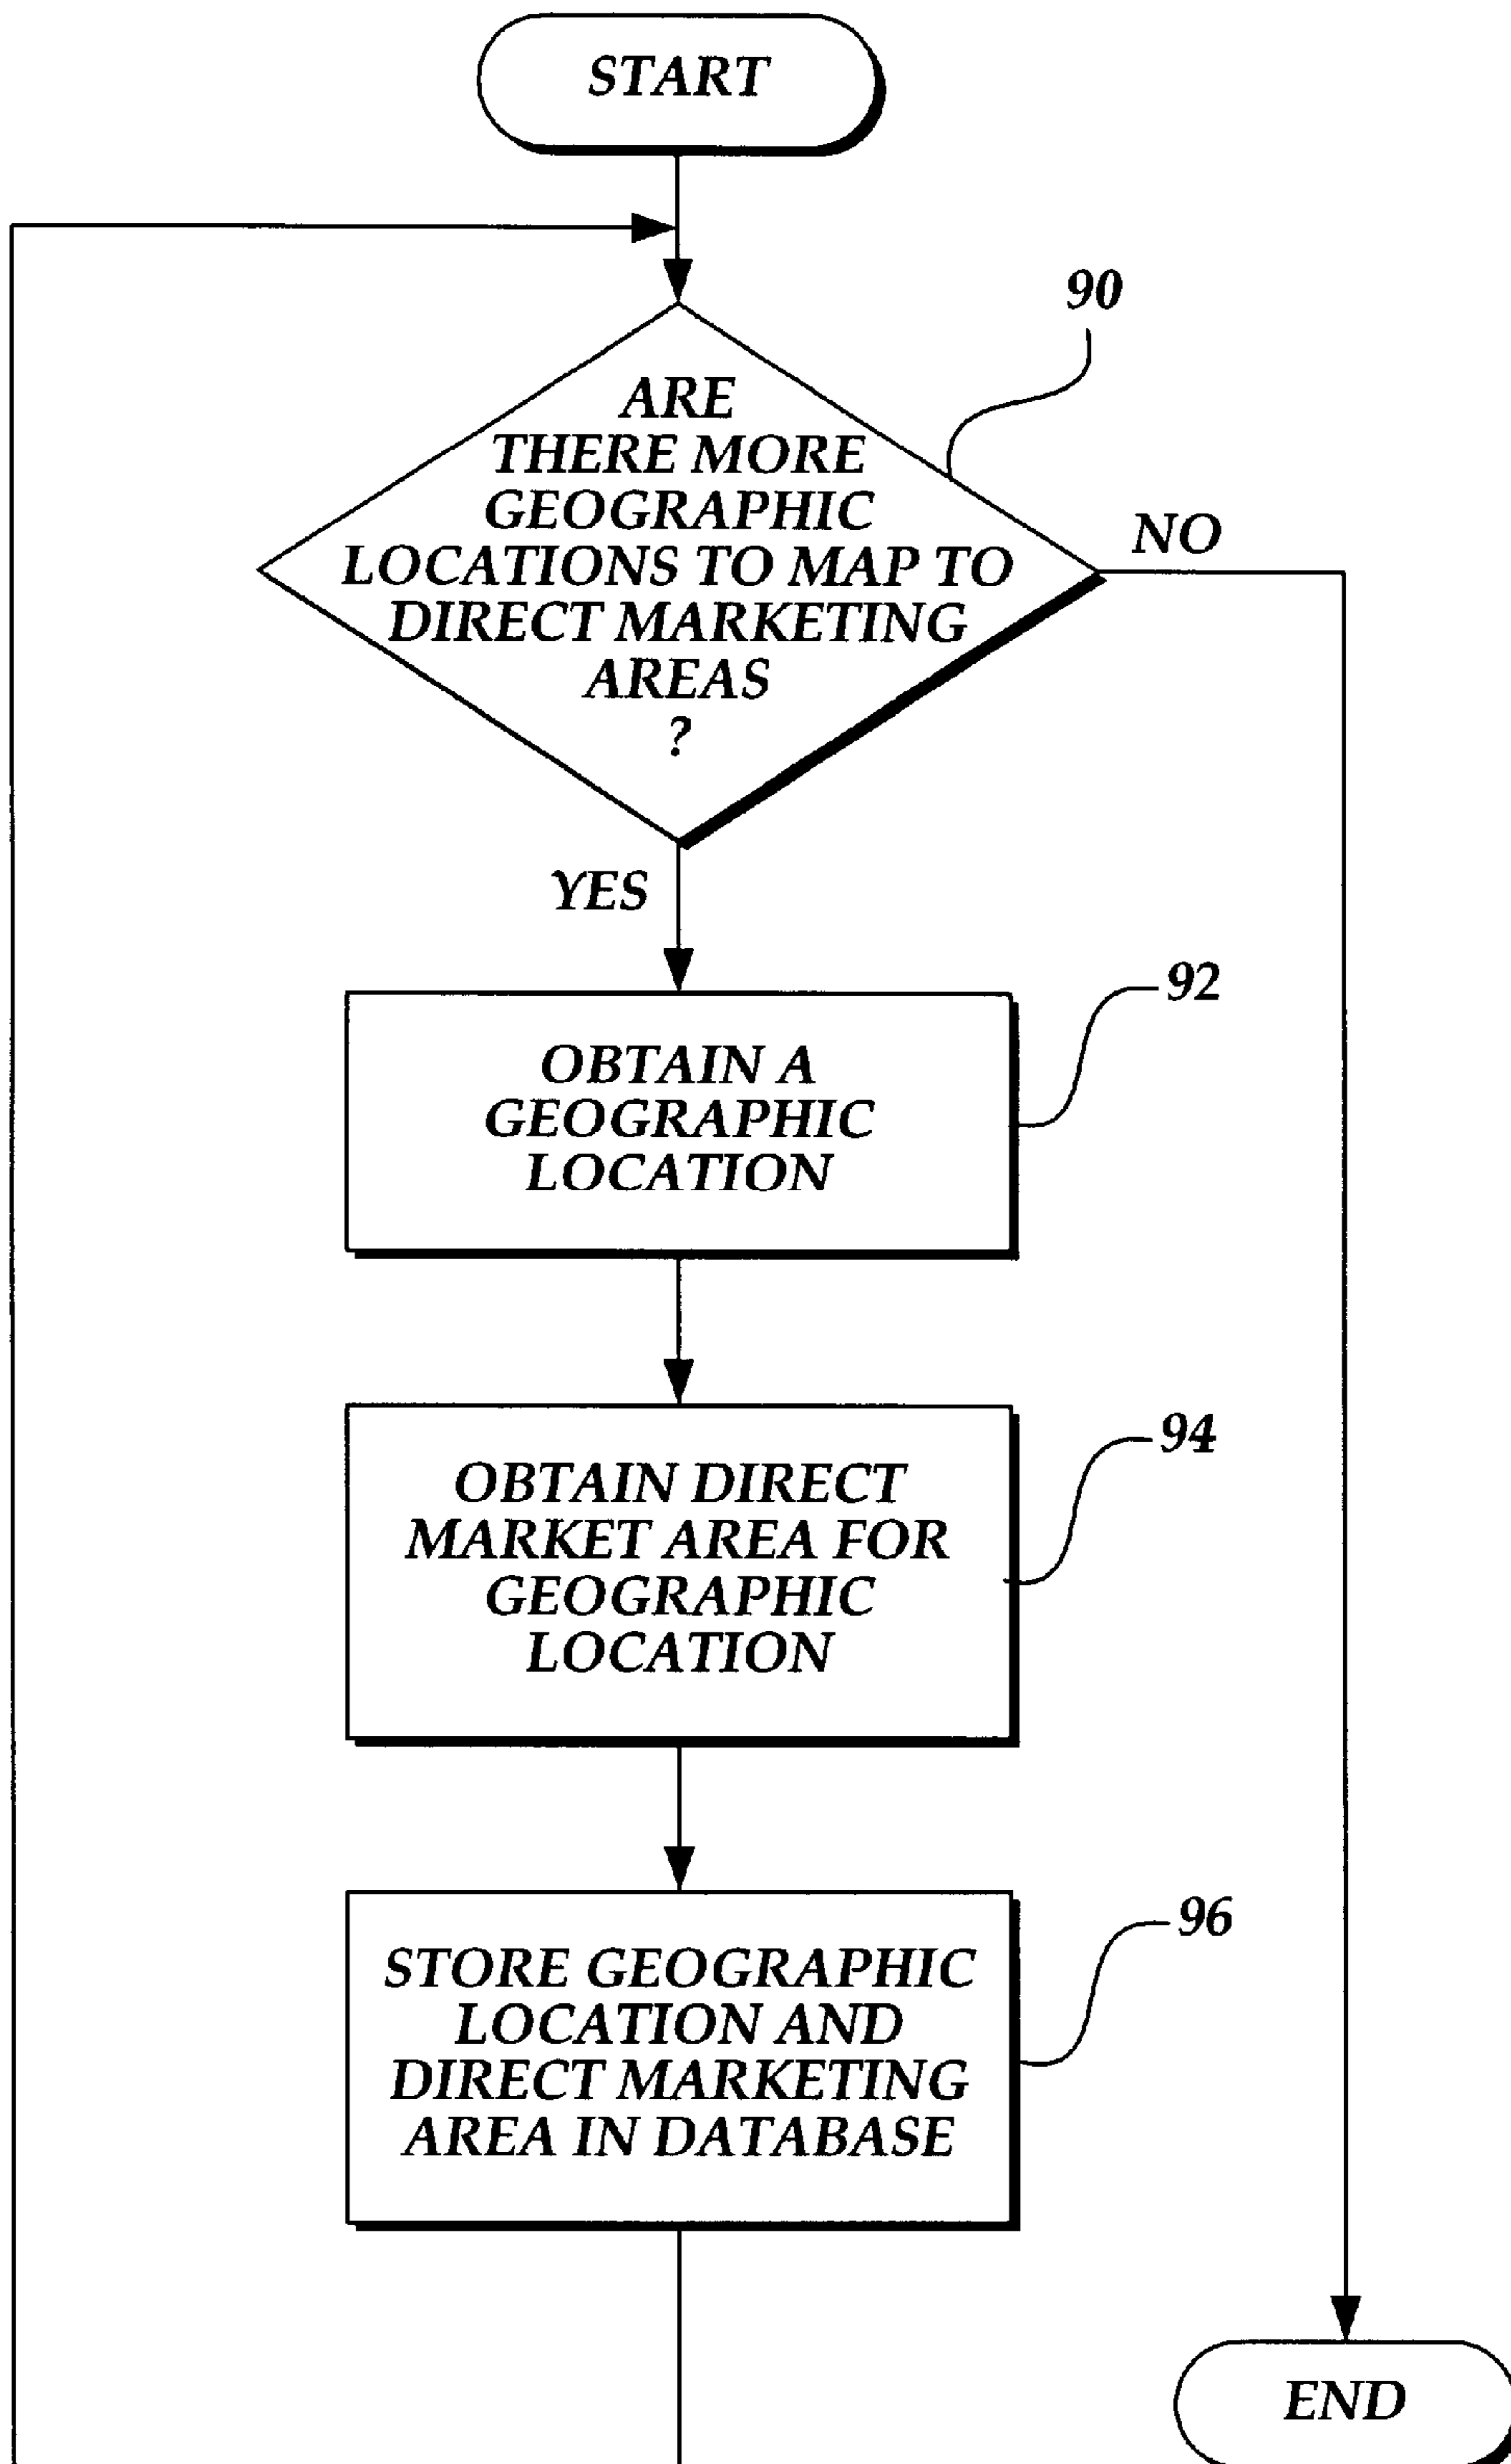 START
90
ARE
THERE MORE
GEOGRAPHIC
LOCATIONS TO MAP TO
DIRECT MARKETING
AREAS
?
NO
YES
92
OBTAIN A
GEOGRAPHIC
LOCATION
94
OBTAIN DIRECT
MARKET AREA FOR
GEOGRAPHIC
LOCATION
96
STORE GEOGRAPHIC
LOCATION AND
DIRECT MARKETING
AREA IN DATABASE
END